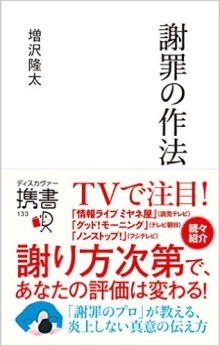 謝罪の作法
増沢隆太
ディスカヴァー
携書
133
TVで注目!
「情報ライブ ミヤネ屋」(読売テレビ)
「グッド!モーニング」(テレビ朝日)
「ノンストップ!」(フジテレビ)
続々
紹介
謝り方次第で、
あなたの評価は変わる!
「謝罪のプロ」が教える、
炎上しない真意の伝え方